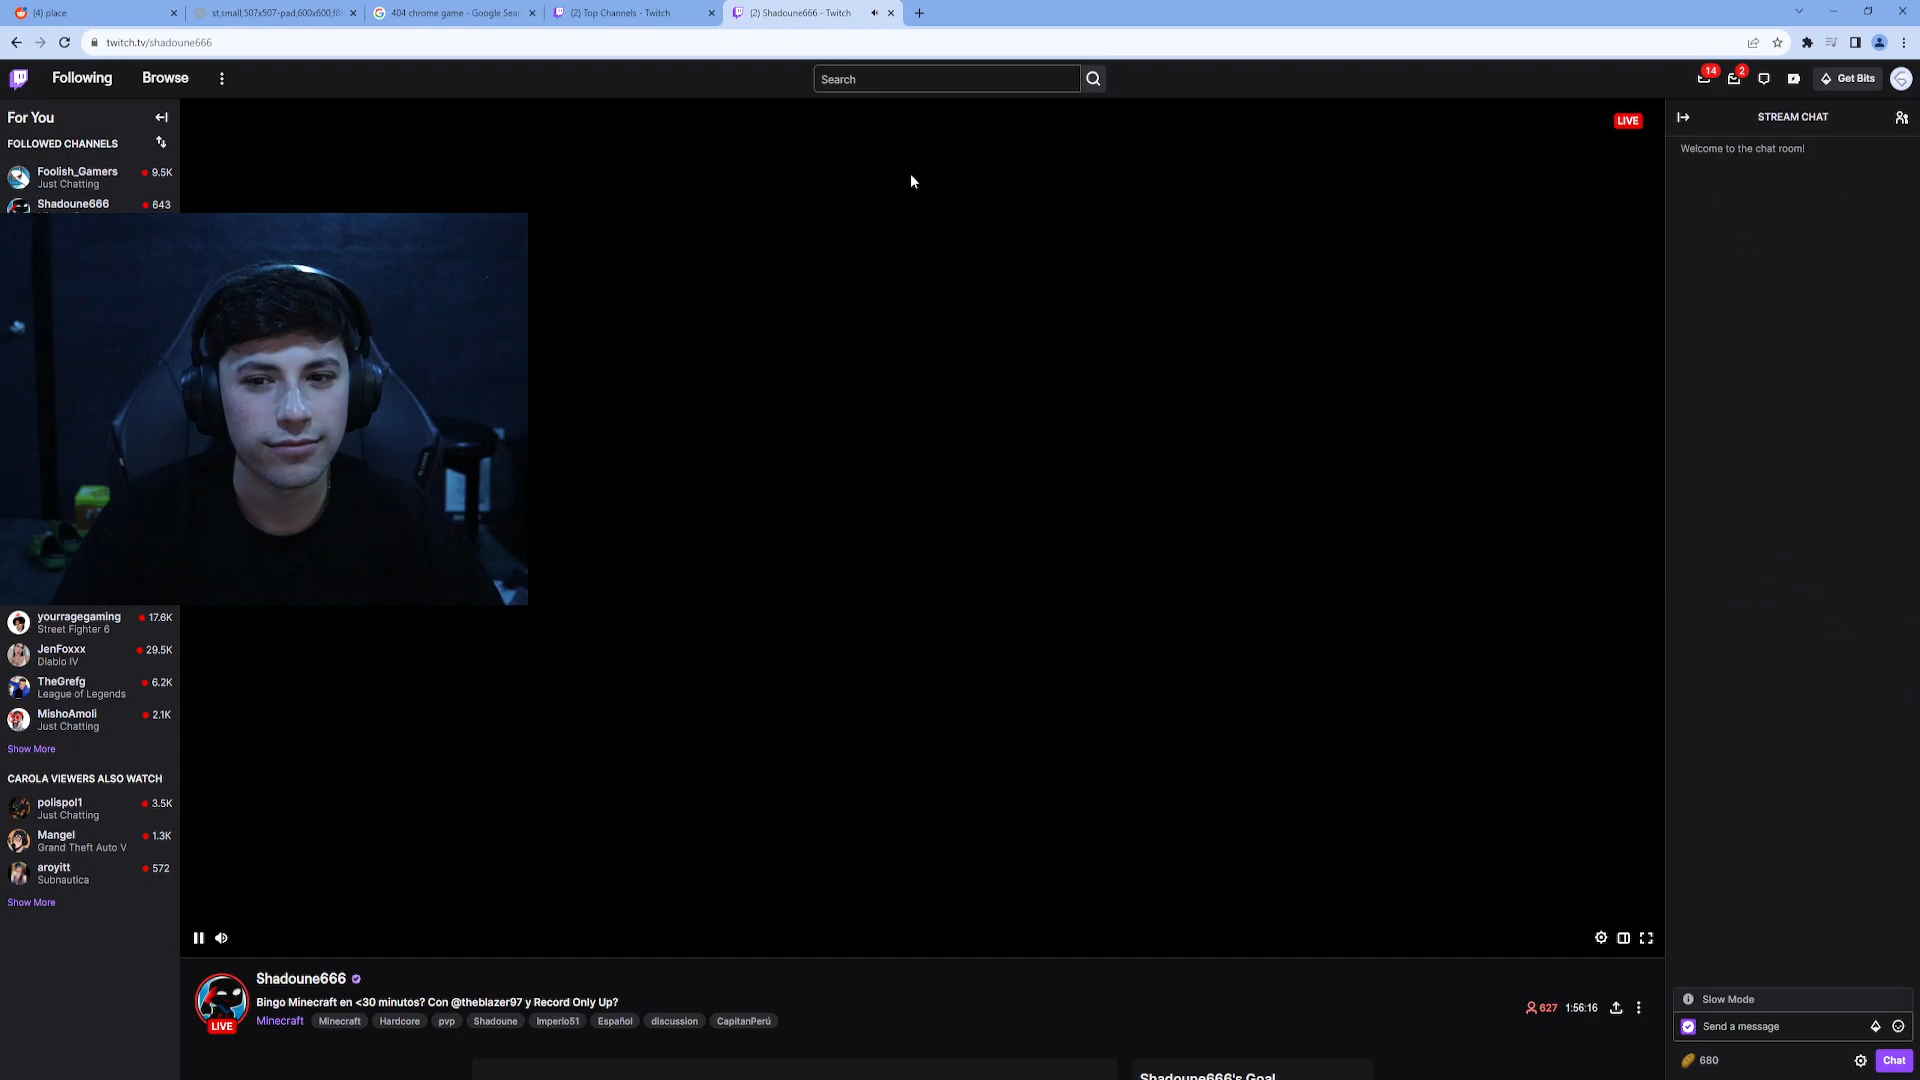 (4) place
st,small,507x507-pad,600x600,f8
404 chrome game - Google Sea
(2) Top Channels - Twitch
(2) Shadoune666 - Twitch
twitch.tv/shadoune666
Following
Browse
Search
14
2
Get Bits
For You
FOLLOWED CHANNELS
Foolish_Gamers
9.5K
Just Chatting
Shadoune666
643
LIVE
STREAM CHAT
Welcome to the chat room!
yourragegaming
17.6K
Street Fighter 6
JenFoxxx
29.5K
Diablo IV
TheGrefg
6.2K
League of Legends
MishoAmoli
2.1K
Just Chatting
Show More
CAROLA VIEWERS ALSO WATCH
polispol1
3.5K
Just Chatting
Mangel
1.3K
Grand Theft Auto V
aroyitt
572
Subnautica
Show More
Shadoune666
Bingo Minecraft en <30 minutos? Con @theblazer97 y Record Only Up?
LIVE
Minecraft
Minecraft
Hardcore
pvp
Shadoune
Imperio51
Español
discussion
CapitanPerú
627
1:56:16
Shadoune666's Goal
Slow Mode
Send a message
680
Chat